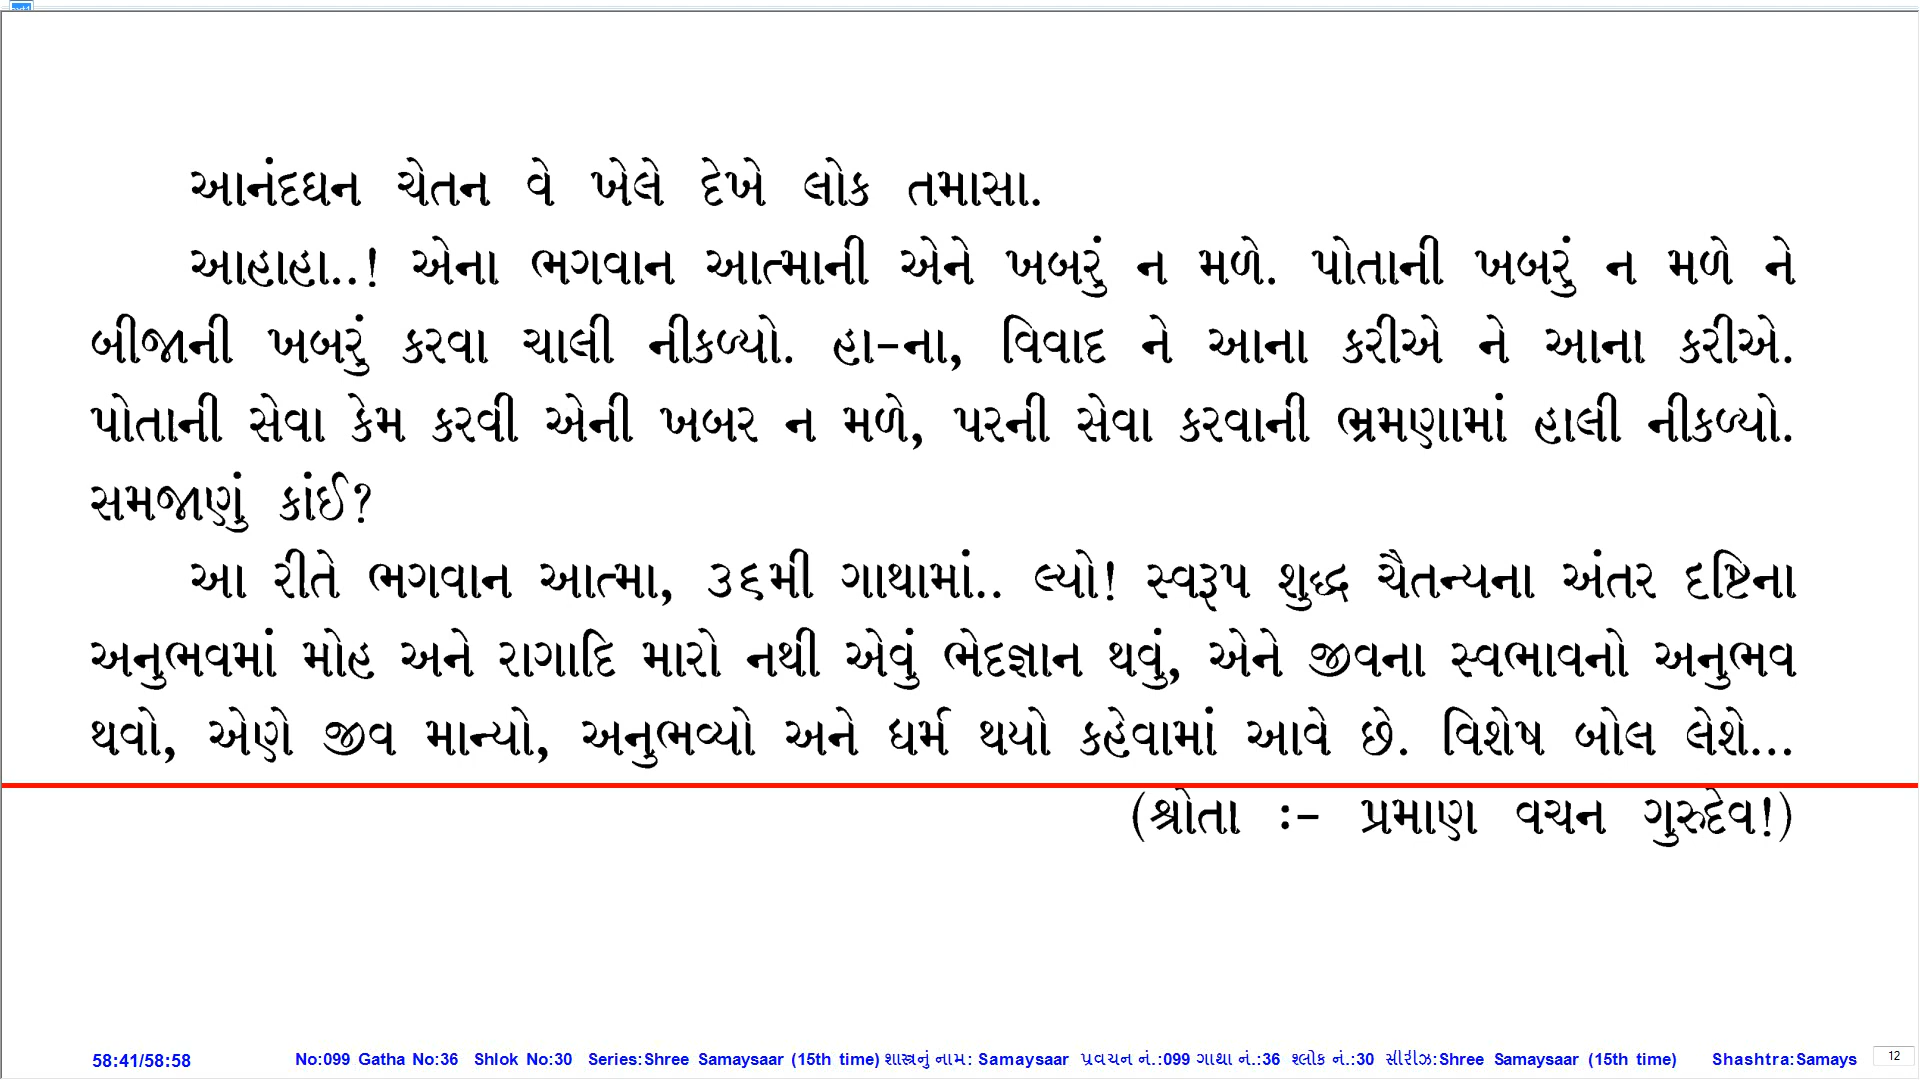 આનંદઘન ચેતન વે ખેલે દેખે લોક તમાસા.
આહાહા..! એના ભગવાન આત્માની એને ખબરું ન મળે. પોતાની ખબરું ન મળે ને
બીજાની ખબરું કરવા ચાલી નીકળ્યો. હા-ના, વિવાદ ને આના કરીએ ને આના કરીએ.
પોતાની સેવા કેમ કરવી એની ખબર ન મળે, પરની સેવા કરવાની ભ્રમણામાં હાલી નીકળ્યો.
સમજાણું કાંઈ?
આ રીતે ભગવાન આત્મા, ૩૬મી ગાથામાં.. લ્યો! સ્વરૂપ શુદ્ધ ચૈતન્યના અંતર દૃષ્ટિના
અનુભવમાં મોહ અને રાગાદિ મારો નથી એવું ભેદજ્ઞાન થવું, એને જીવના સ્વભાવનો અનુભવ
થવો, એણે જીવ માન્યો, અનુભવ્યો અને ધર્મ થયો કહેવામાં આવે છે. વિશેષ બોલ લેશે...
(શ્રોતા :- પ્રમાણ વચન ગુરુદેવ!)
58:41/58:58 No:099 Gatha No:36 Shlok No:30 Series:Shree Samaysaar (15th time) શાસ્ત્રનું નામ: Samaysaar પ્રવચન નં.:099 ગાથા નં.:36 શ્લોક નં.:30 સીરીઝ:Shree Samaysaar (15th time) Shashtra:Samays 12